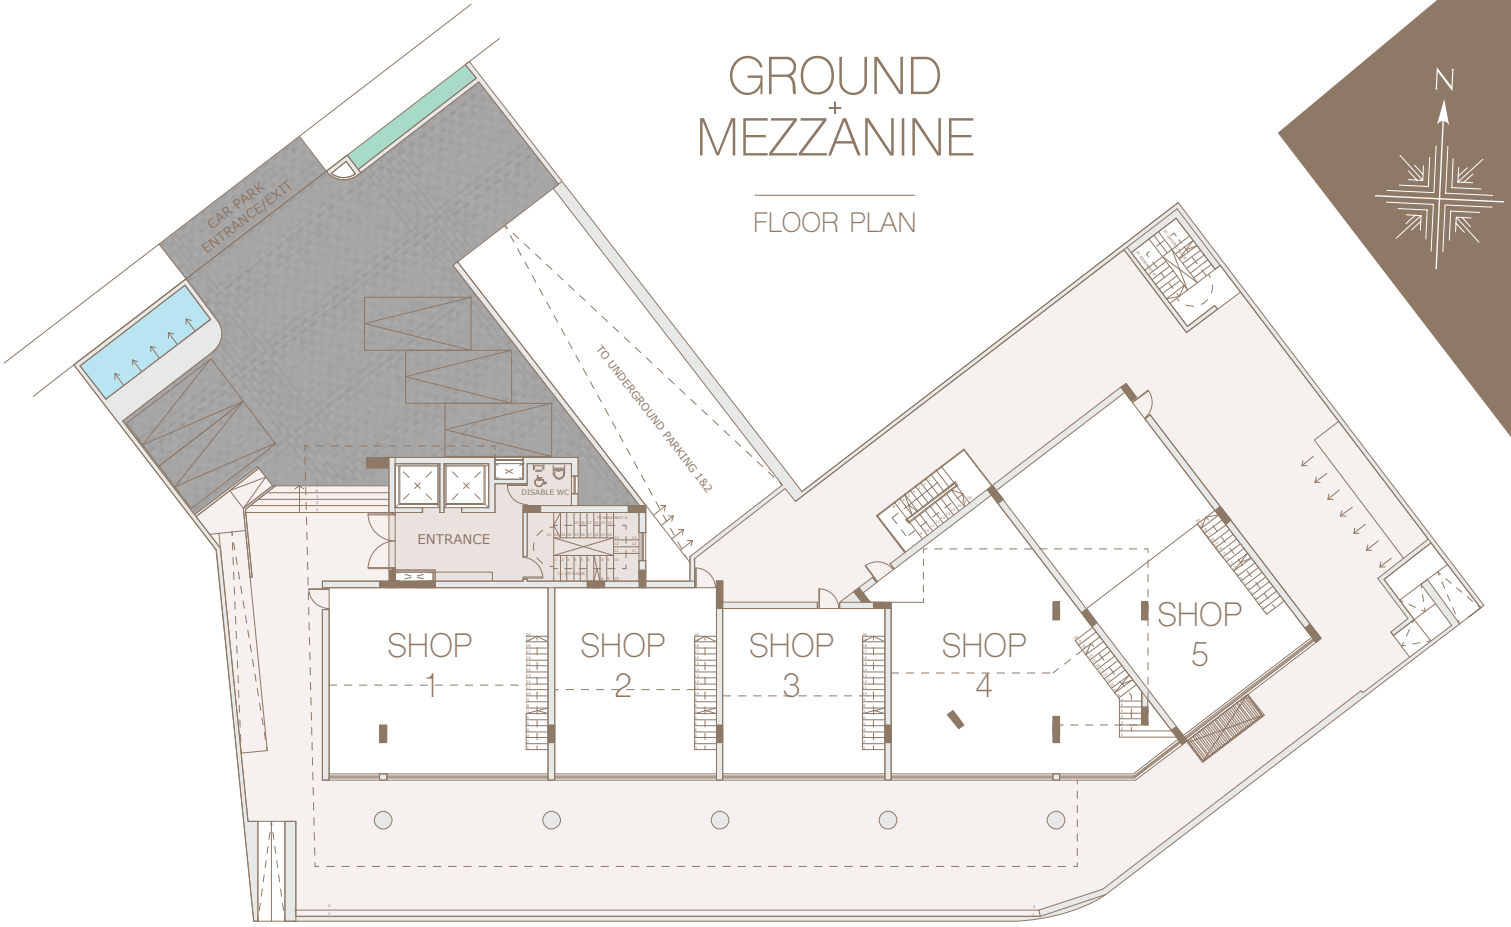 GROUND
+
MEZZANINE
FLOOR PLAN
N
CAR PARK
ENTRANCE/EXIT
TO UNDERGROUND PARKING 1&2
DISABLE WC
ENTRANCE
SHOP
1
SHOP
2
SHOP
3
SHOP
4
SHOP
5